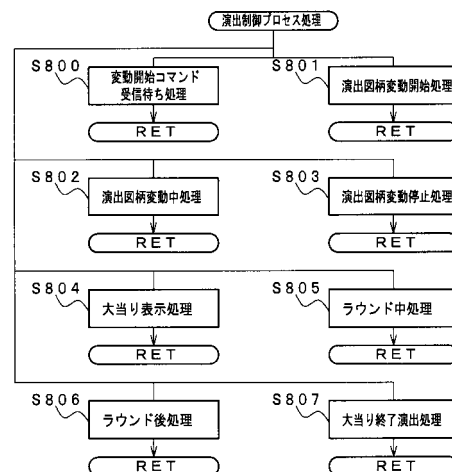 演出制御プロセス処理
S800
変動開始コマンド
受信待ち処理
RET
S801
演出図柄変動開始処理
RET
S802
演出図柄変動中処理
RET
S803
演出図柄変動停止処理
RET
S804
大当り表示処理
RET
S805
ラウンド中処理
RET
S806
ラウンド後処理
RET
S807
大当り終了演出処理
RET